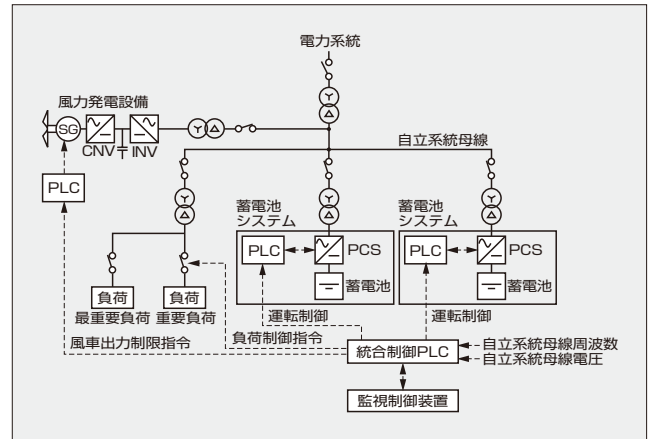 電力系統
風力発電設備
SG
CNV
INV
自立系統母線
PLC
蓄電池
システム
PLC
PCS
蓄電池
蓄電池
システム
PLC
PCS
蓄電池
負荷
最重要負荷
負荷
重要負荷
運転制御
運転制御
負荷制御指令
風車出力制限指令
統合制御PLC
自立系統母線周波数
自立系統母線電圧
監視制御装置